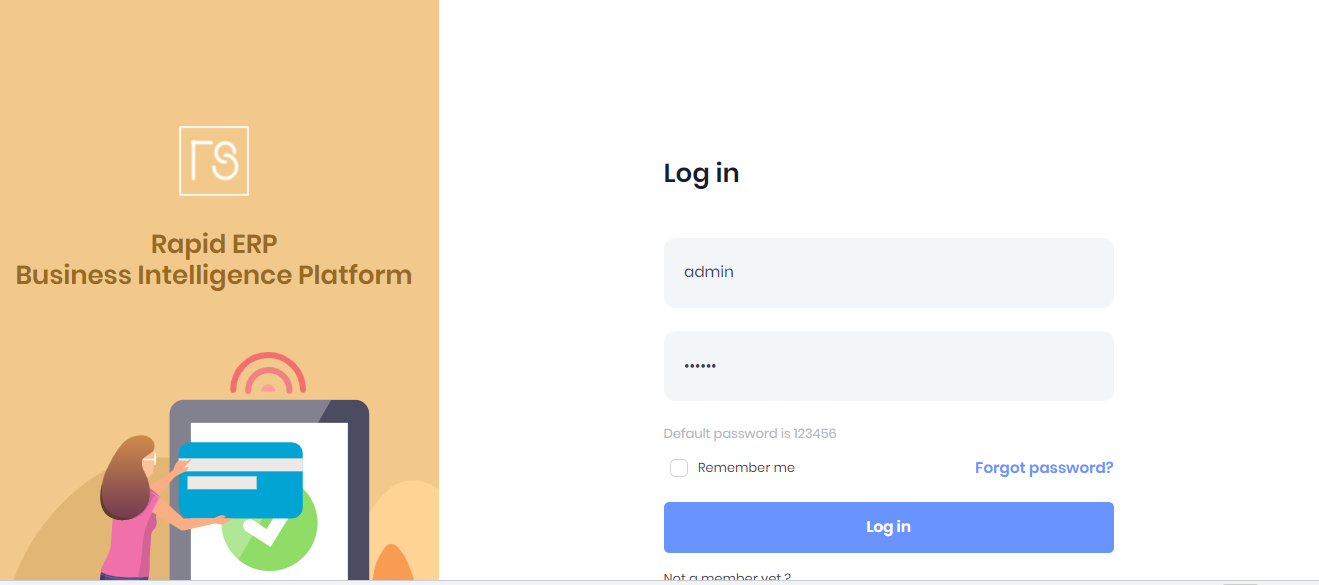 rs
Rapid ERP
Business Intelligence Platform
Log in
admin
••••••
Default password is 123456
Remember me
Forgot password?
Log in
Not a member yet ?